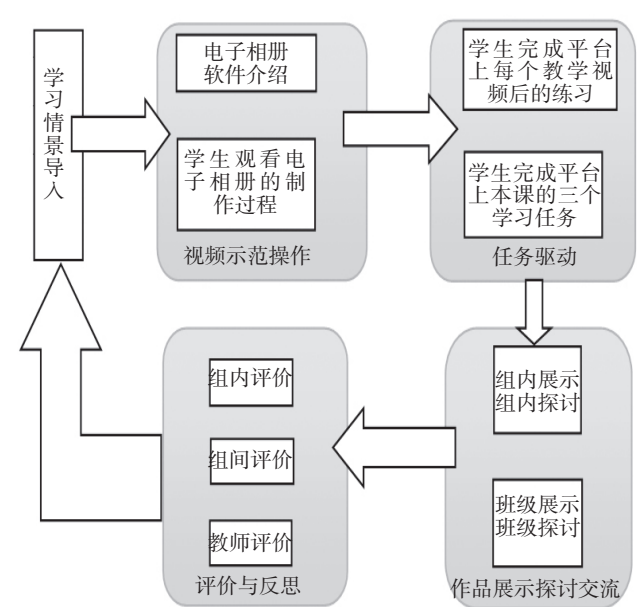 学习情景导入
电子相册
软件介绍
学生观看电
子相册的制
作过程
视频示范操作
学生完成平台
上每个教学视
频后的练习
学生完成平台
上本课的三个
学习任务
任务驱动
组内展示
组内探讨
班级展示
班级探讨
作品展示探讨交流
组内评价
组间评价
教师评价
评价与反思